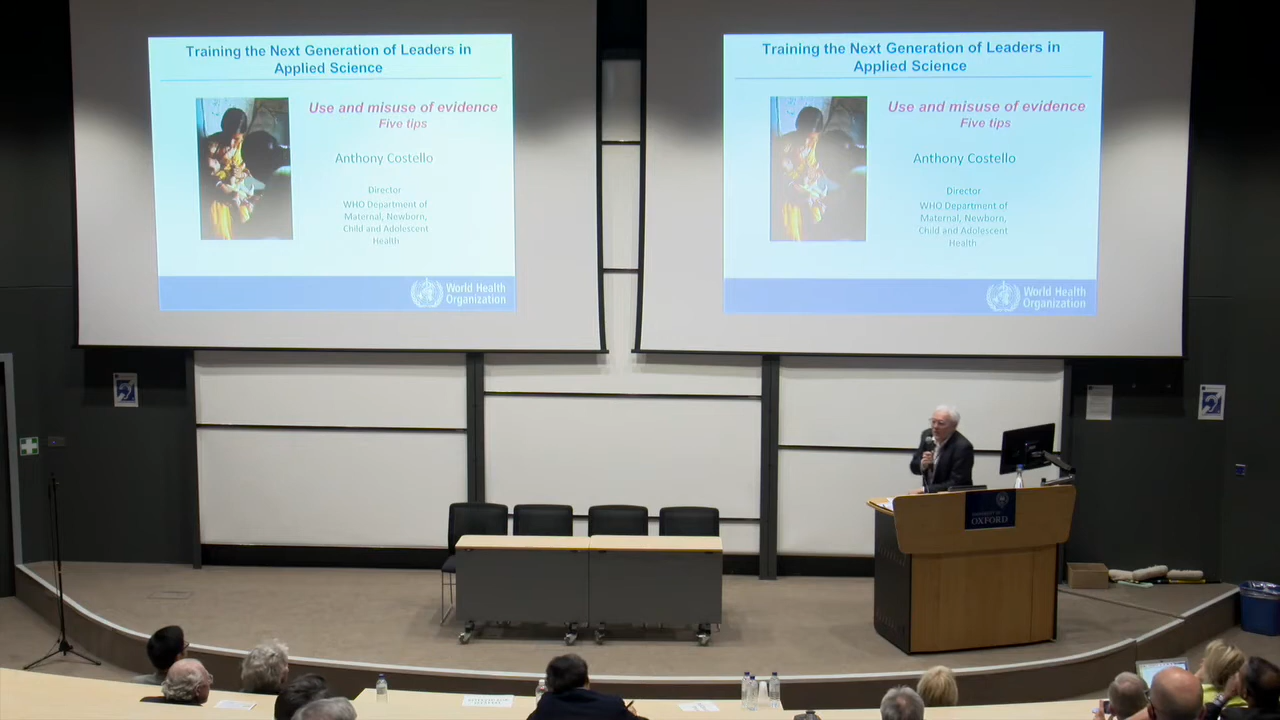 Training the Next Generation of Leaders in
Applied Science
Use and misuse of evidence
Five tips
Anthony Costello
Director
WHO Department of
Maternal, Newborn,
Child and Adolescent
Health
World Health
Organization
Training the Next Generation of Leaders in
Applied Science
Use and misuse of evidence
Five tips
Anthony Costello
Director
WHO Department of
Maternal, Newborn,
Child and Adolescent
Health
World Health
Organization
UNIVERSITY OF
OXFORD